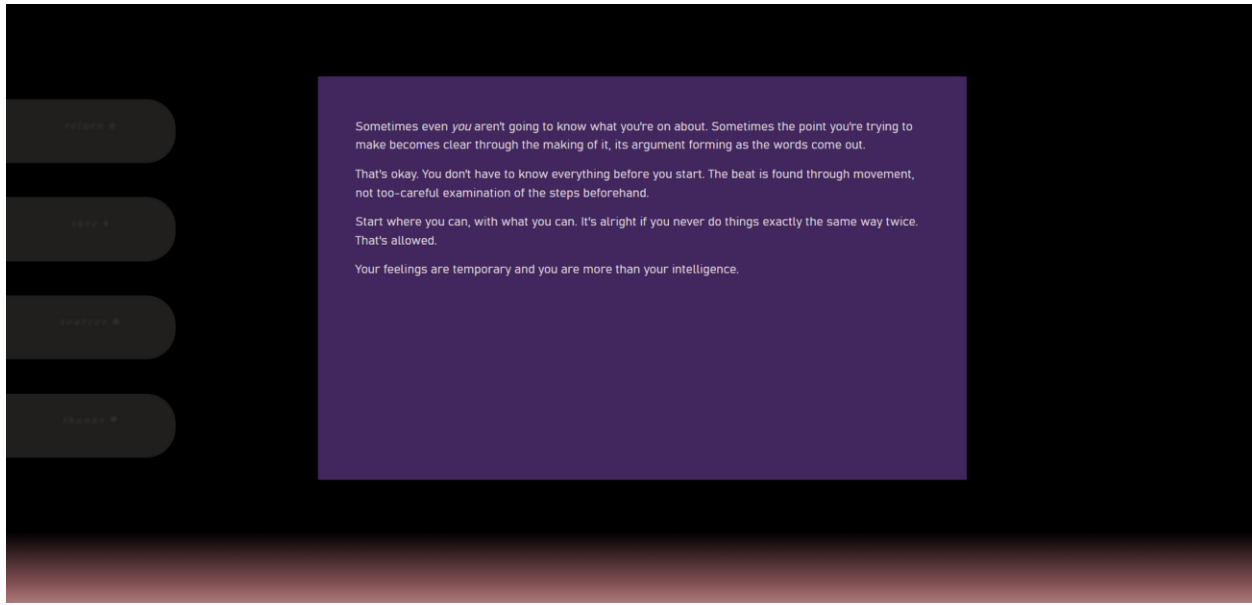 Sometimes even you aren't going to know what you're on about. Sometimes the point you're trying to
make becomes clear through the making of it, its argument forming as the words come out.
That's okay. You don't have to know everything before you start. The beat is found through movement,
not too-careful examination of the steps beforehand.
Start where you can, with what you can. It's alright if you never do things exactly the same way twice.
That's allowed.
Your feelings are temporary and you are more than your intelligence.